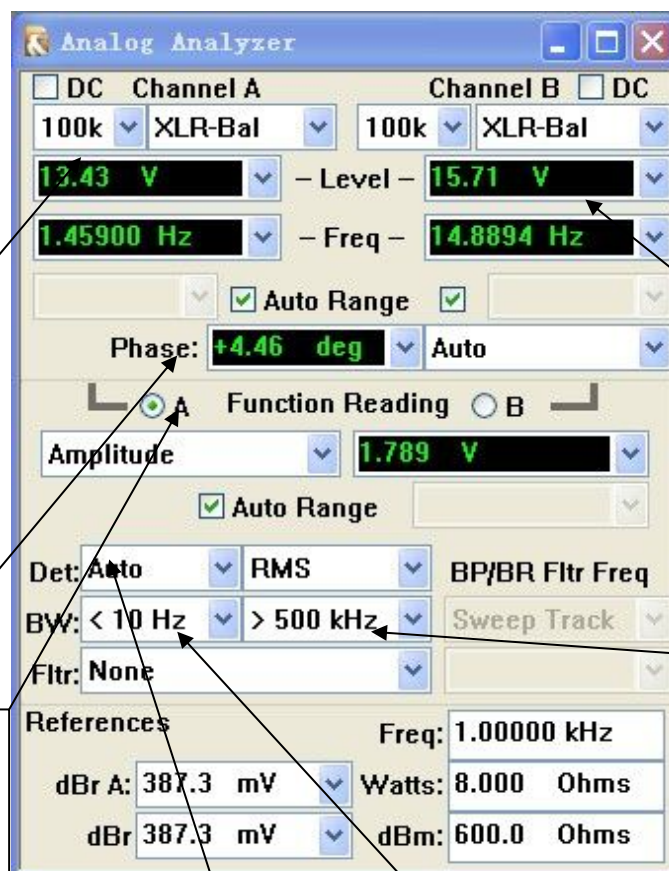 Analog Analyzer
DC Channel A Channel B DC
100k XLR-Bal 100k XLR-Bal
13.43 V – Level – 15.71 V
1.45900 Hz – Freq – 14.8894 Hz
Auto Range
Phase: +4.46 deg Auto
A Function Reading B
Amplitude 1.789 V
Auto Range
Det: Auto RMS BP/BR Fltr Freq
BW: < 10 Hz > 500 kHz Sweep Track
Fltr: None
References Freq: 1.00000 kHz
dBr A: 387.3 mV Watts: 8.000 Ohms
dBr 387.3 mV dBm: 600.0 Ohms